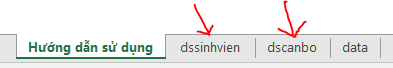 Hướng dẫn sử dụng dssinhvien dscanbo data